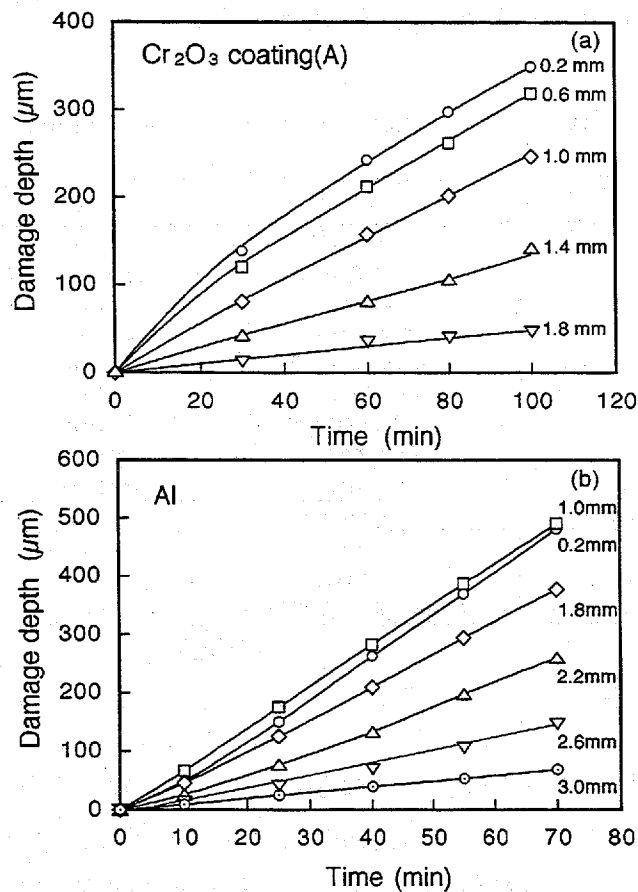 400
(a)
Cr₂O₃ coating(A)
0.2 mm
0.6 mm
300
1.0 mm
200
1.4 mm
100
1.8 mm
0
Damage depth (μm)
0 20 40 60 80 100 120
Time (min)
600
(b)
Al
1.0mm
500
0.2mm
400
1.8mm
300
2.2mm
200
2.6mm
100
3.0mm
0
Damage depth (μm)
0 10 20 30 40 50 60 70 80
Time (min)